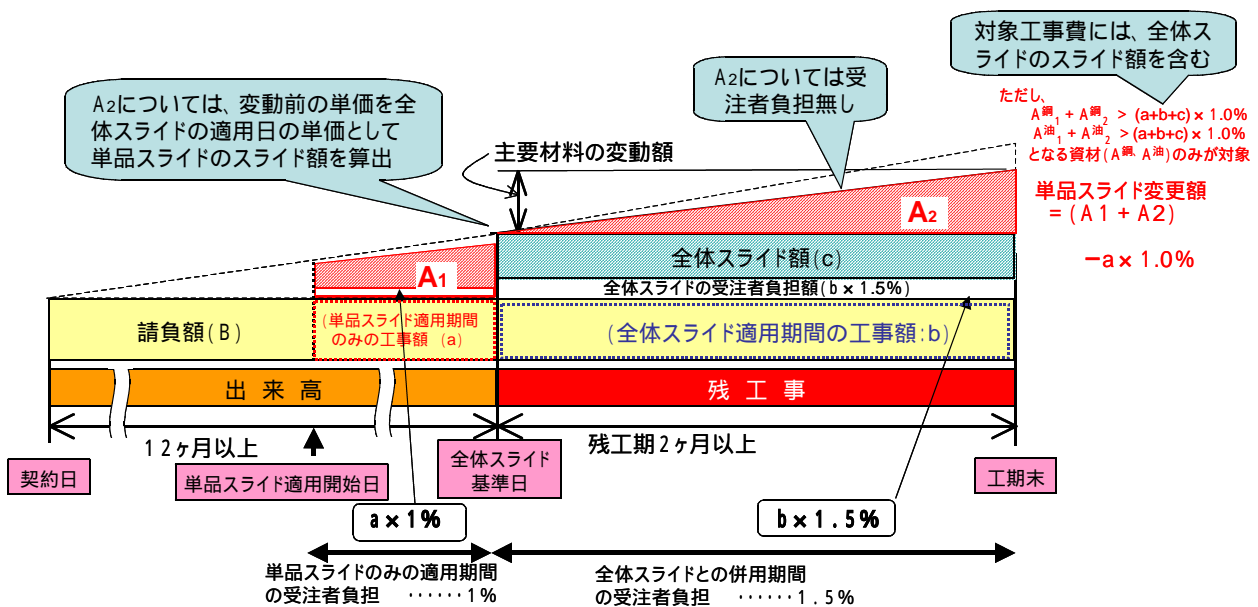 対象工事費には、全体ス
ライドのスライド額を含む
A2については受
注者負担無し
A2については、変動前の単価を全
体スライドの適用日の単価として
単品スライドのスライド額を算出
ただし、
A鋼1 + A鋼2 > (a+b+c) × 1.0%
A油1 + A油2 > (a+b+c) × 1.0%
となる資材(A鋼、A油)のみが対象
主要材料の変動額
単品スライド変更額
=(A1+A2)
－a×1.0%
A2
A1
全体スライド額(c)
全体スライドの受注者負担額(b×1.5%)
請負額(B)
(単品スライド適用期間
のみの工事額 (a)
(全体スライド適用期間の工事額:b)
出来高
残工事
12ヶ月以上
残工期2ヶ月以上
契約日
単品スライド適用開始日
全体スライド
基準日
工期末
a×1%
b×1.5%
単品スライドのみの適用期間
の受注者負担 ‥‥‥1%
全体スライドとの併用期間
の受注者負担 ‥‥‥1.5%